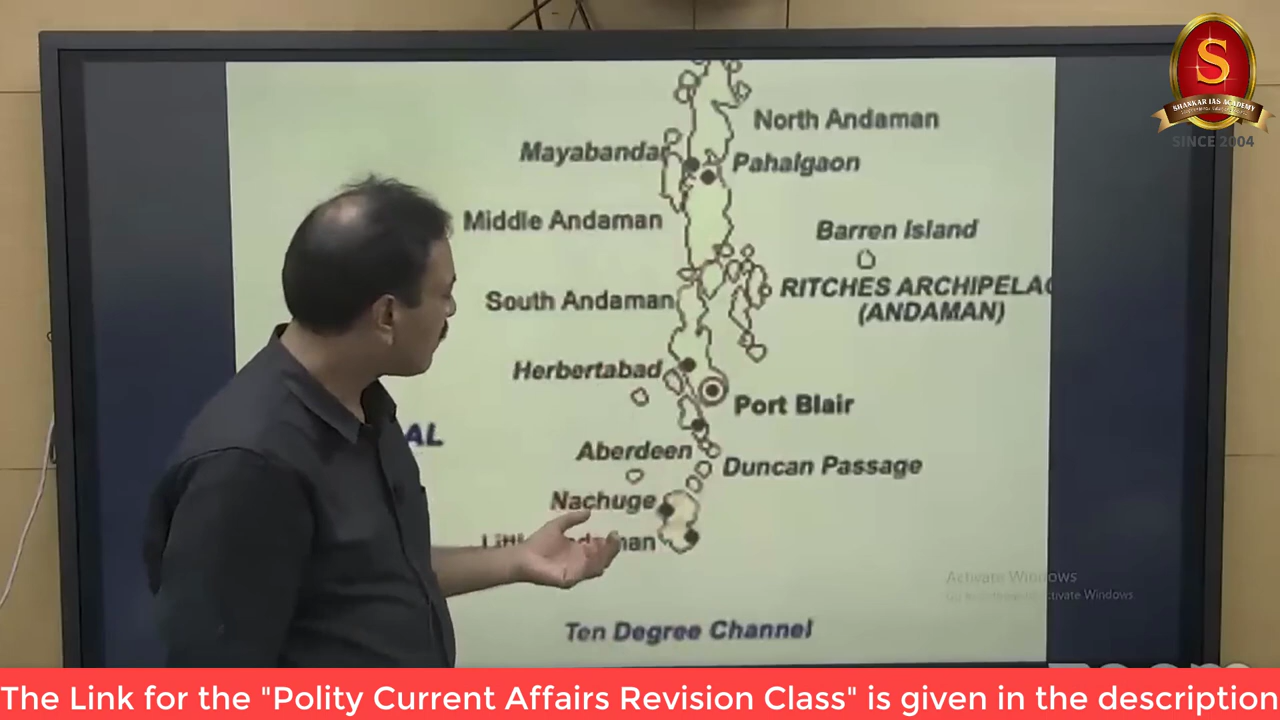 S
SHANKAR IAS ACADEMY
SINCE 2004
North Andaman
Mayabandar
Pahalgaon
Middle Andaman
Barren Island
RITCHES ARCHIPELAG
(ANDAMAN)
South Andaman
Herbertabad
Port Blair
AL
Aberdeen
Duncan Passage
Nachuge
Activate Windows
Ten Degree Channel
The Link for the "Polity Current Affairs Revision Class" is given in the description